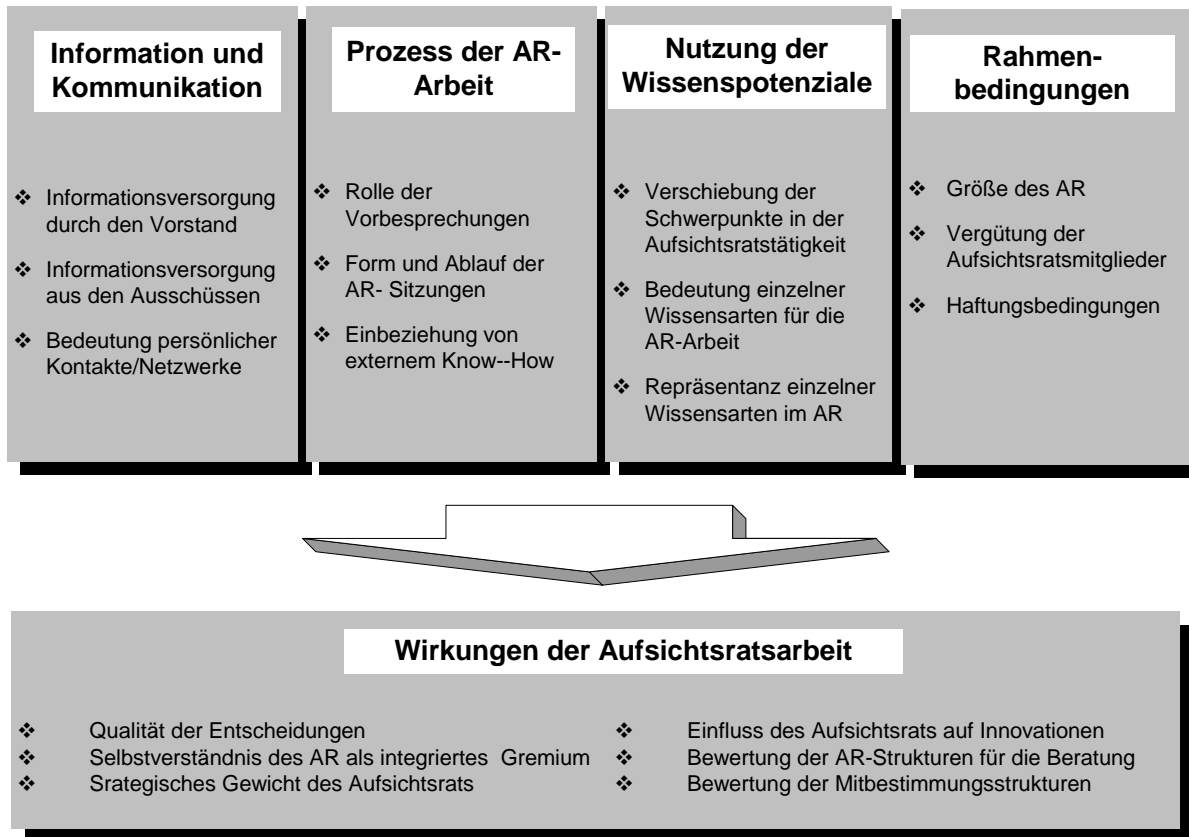 Information und
Kommunikation
❖ Informationsversorgung
durch den Vorstand
❖ Informationsversorgung
aus den Ausschüssen
❖ Bedeutung persönlicher
Kontakte/Netzwerke
Prozess der AR-
Arbeit
❖ Rolle der
Vorbesprechungen
❖ Form und Ablauf der
AR- Sitzungen
❖ Einbeziehung von
externem Know--How
Nutzung der
Wissenspotenziale
❖ Verschiebung der
Schwerpunkte in der
Aufsichtsratstätigkeit
❖ Bedeutung einzelner
Wissensarten für die
AR-Arbeit
❖ Repräsentanz einzelner
Wissensarten im AR
Rahmen-
bedingungen
❖ Größe des AR
❖ Vergütung der
Aufsichtsratsmitglieder
❖ Haftungsbedingungen
Wirkungen der Aufsichtsratsarbeit
❖ Qualität der Entscheidungen
❖ Selbstverständnis des AR als integriertes Gremium
❖ Srategisches Gewicht des Aufsichtsrats
❖ Einfluss des Aufsichtsrats auf Innovationen
❖ Bewertung der AR-Strukturen für die Beratung
❖ Bewertung der Mitbestimmungsstrukturen